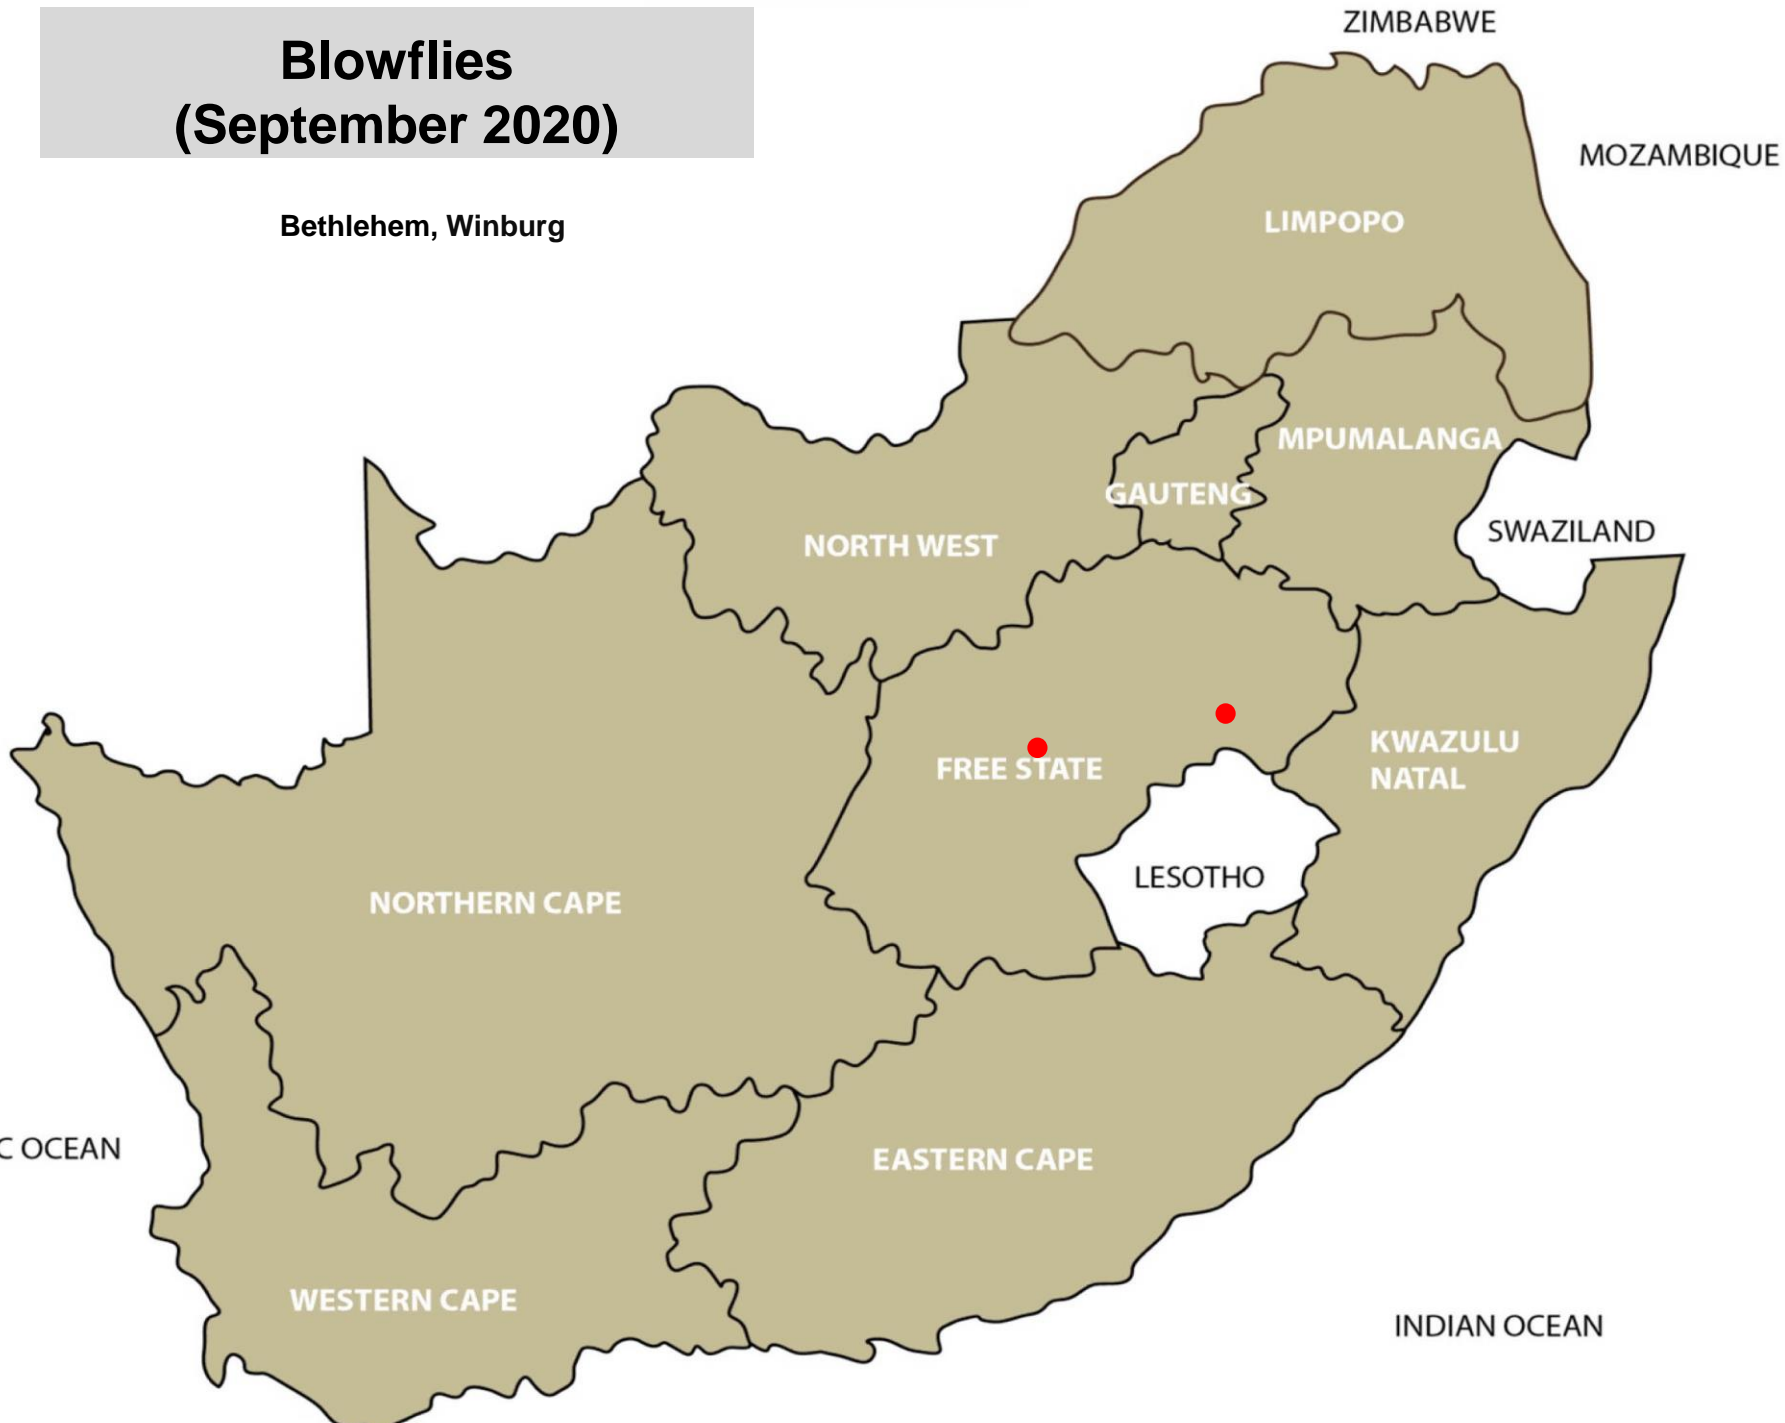 Blowflies
(September 2020)
Bethlehem, Winburg
ZIMBABWE
MOZAMBIQUE
LIMPOPO
MPUMALANGA
GAUTENG
SWAZILAND
NORTH WEST
KWAZULU
NATAL
FREE STATE
LESOTHO
NORTHERN CAPE
C OCEAN
EASTERN CAPE
WESTERN CAPE
INDIAN OCEAN